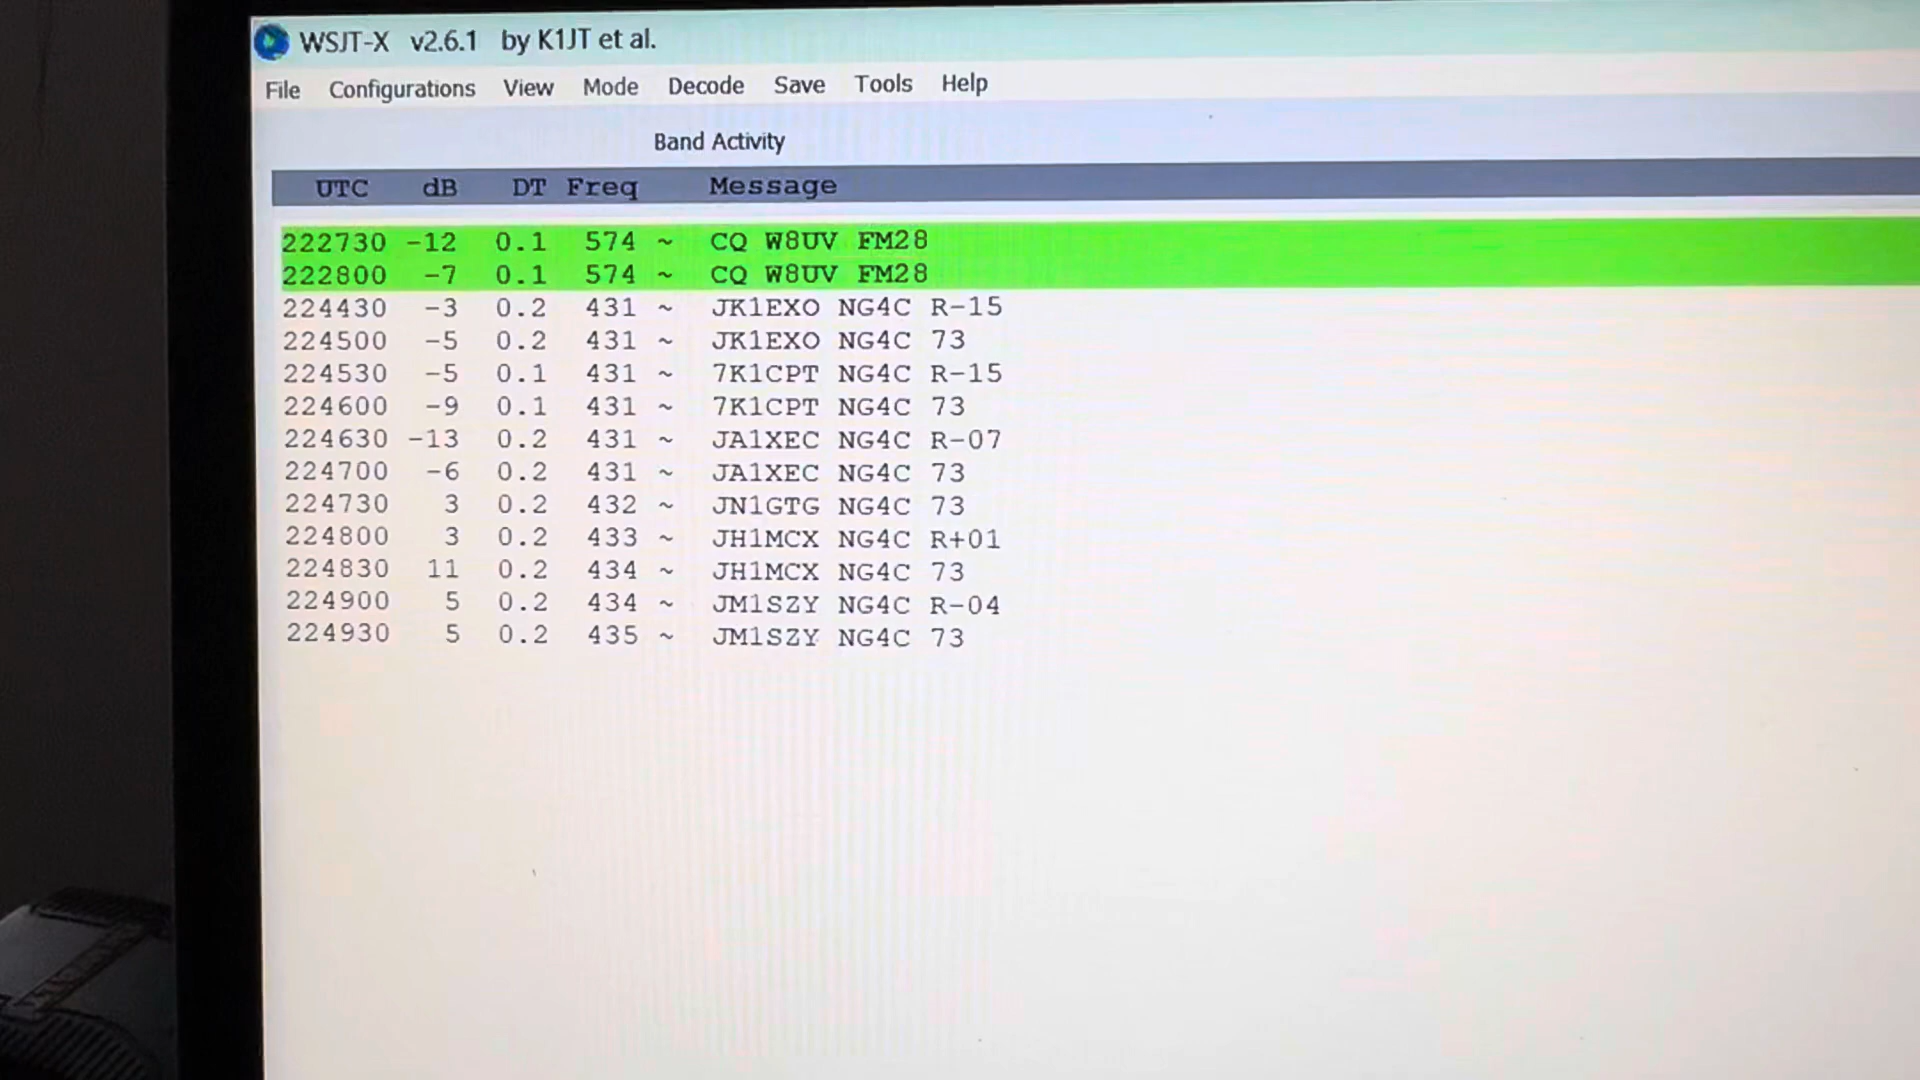 WSJT-X v2.6.1 by K1JT et al.
File Configurations View Mode Decode Save Tools Help
Band Activity
UTC dB DT Freq Message
222730 -12 0.1 574 ~ CQ W8UV FM28
222800 -7 0.1 574 ~ CQ W8UV FM28
224430 -3 0.2 431 ~ JK1EXO NG4C R-15
224500 -5 0.2 431 ~ JK1EXO NG4C 73
224530 -5 0.1 431 ~ 7K1CPT NG4C R-15
224600 -9 0.1 431 ~ 7K1CPT NG4C 73
224630 -13 0.2 431 ~ JA1XEC NG4C R-07
224700 -6 0.2 431 ~ JA1XEC NG4C 73
224730 3 0.2 432 ~ JN1GTG NG4C 73
224800 3 0.2 433 ~ JH1MCX NG4C R+01
224830 11 0.2 434 ~ JH1MCX NG4C 73
224900 5 0.2 434 ~ JM1SZY NG4C R-04
224930 5 0.2 435 ~ JM1SZY NG4C 73